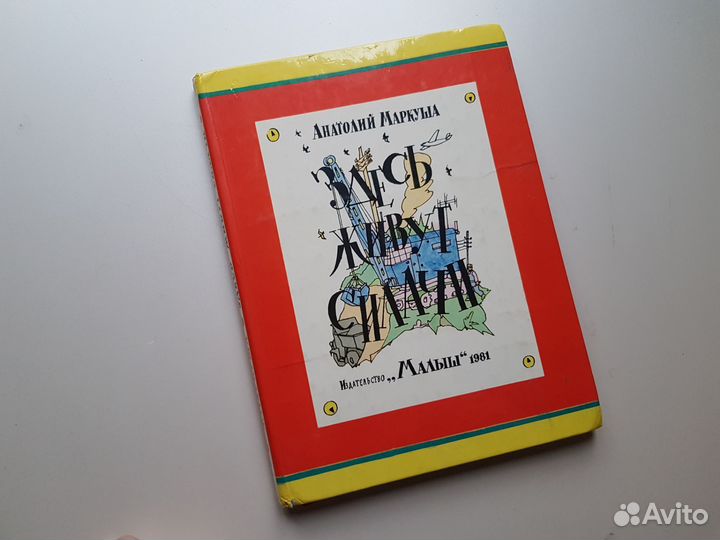 Анатолий Маркуша
Здесь
живут
силачи
Издательство „Малыш“ 1981
Avito